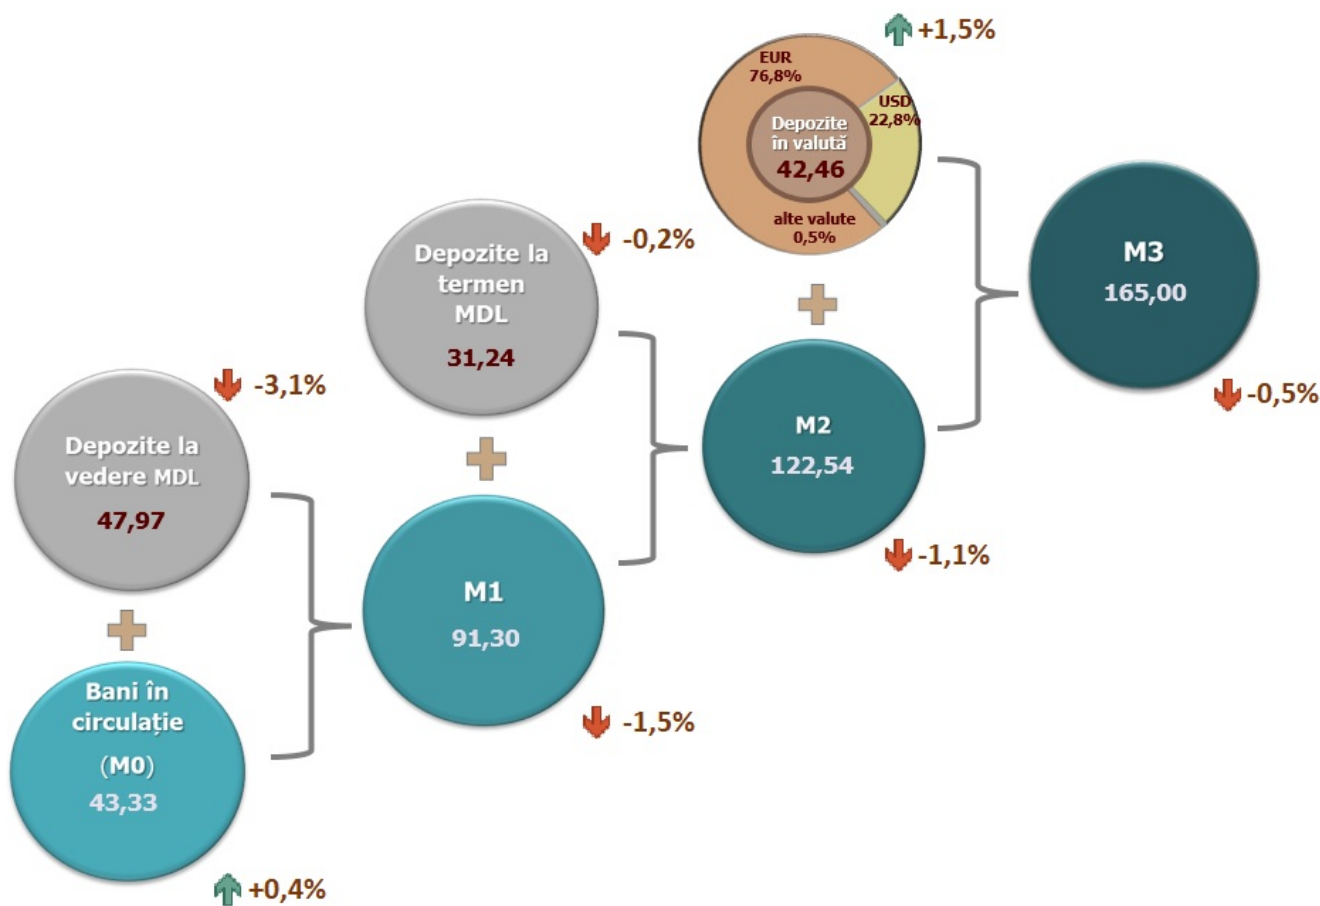 +1,5%
EUR
76,8%
USD
22,8%
Depozite
în valută
42,46
alte valute
0,5%
Depozite la
termen
MDL
31,24
-0,2%
M3
165,00
-0,5%
Depozite la
vedere MDL
47,97
-3,1%
M2
122,54
-1,1%
M1
91,30
-1,5%
Bani în
circulație
(M0)
43,33
+0,4%